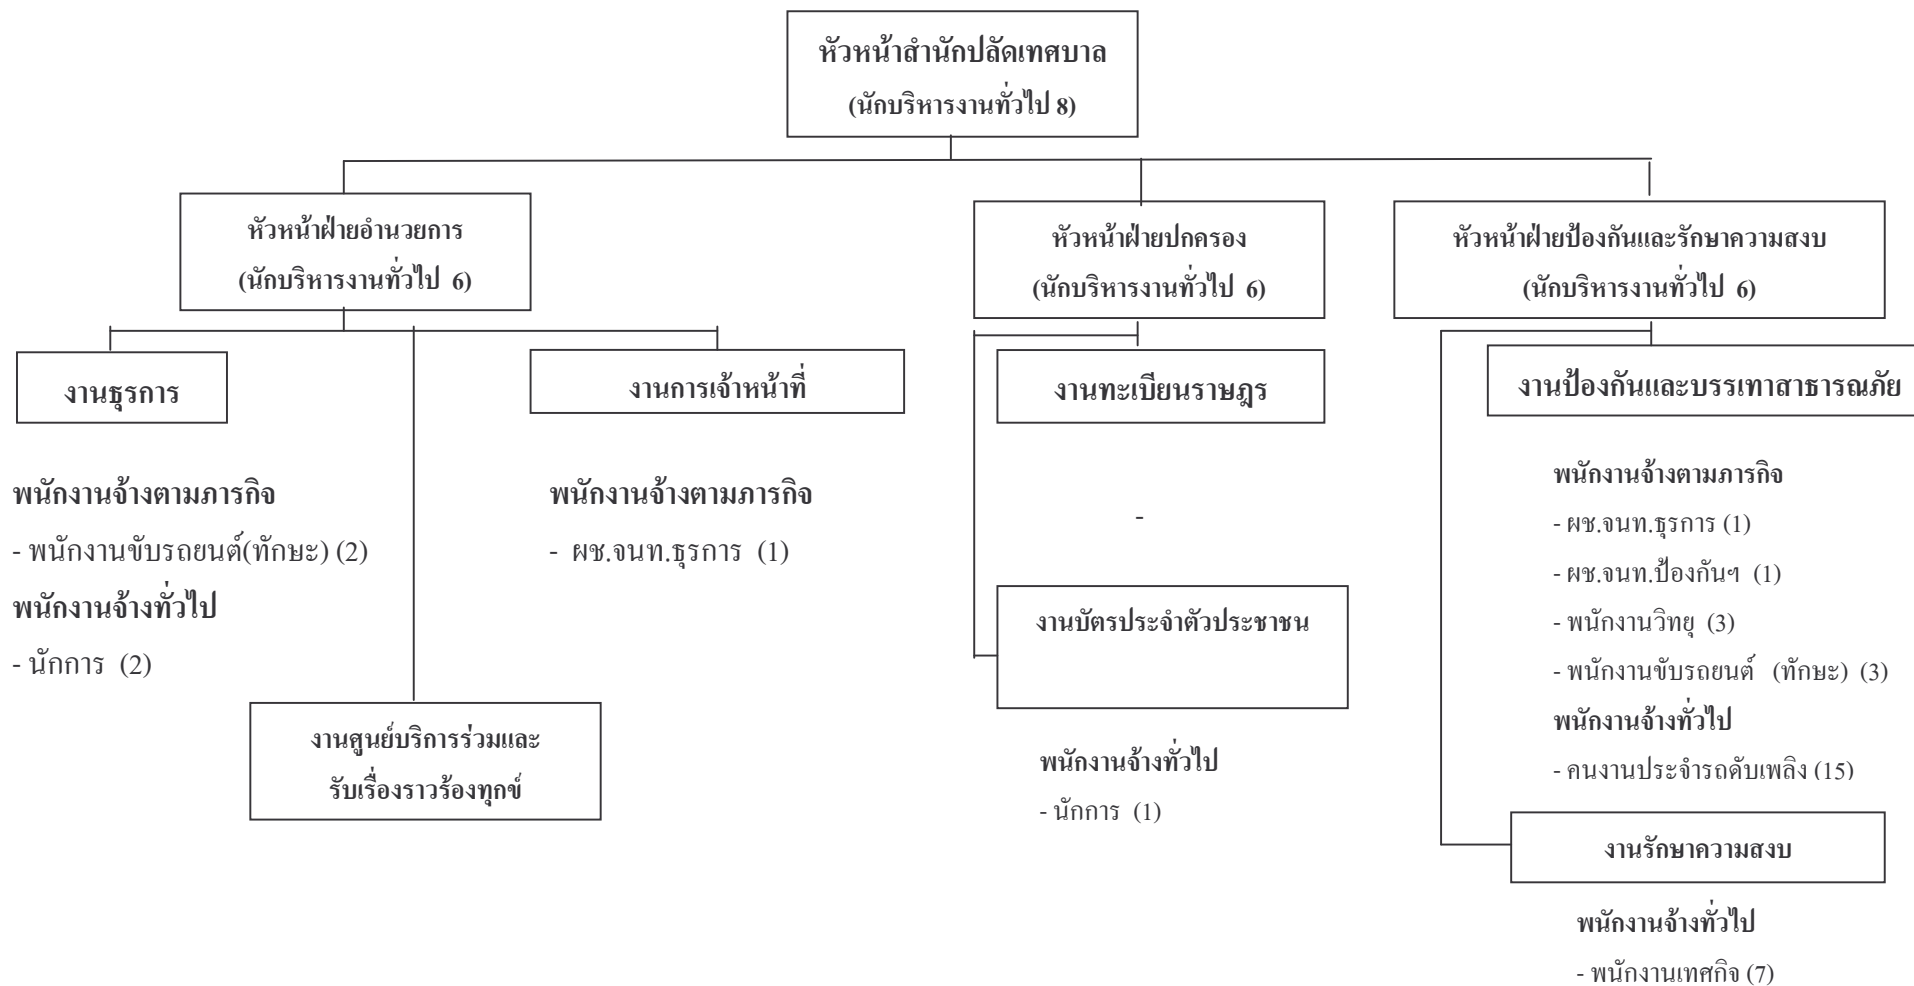 หัวหน้าสำนักปลัดเทศบาล
(นักบริหารงานทั่วไป 8)
หัวหน้าฝ่ายอำนวยการ
(นักบริหารงานทั่วไป 6)
หัวหน้าฝ่ายปกครอง
(นักบริหารงานทั่วไป 6)
หัวหน้าฝ่ายป้องกันและรักษาความสงบ
(นักบริหารงานทั่วไป 6)
งานธุรการ
งานการเจ้าหน้าที่
งานทะเบียนราษฎร
งานป้องกันและบรรเทาสาธารณภัย
พนักงานจ้างตามภารกิจ
- พนักงานขับรถยนต์(ทักษะ) (2)
พนักงานจ้างทั่วไป
- นักการ (2)
พนักงานจ้างตามภารกิจ
- ผช.จนท.ธุรการ (1)
-
พนักงานจ้างตามภารกิจ
- ผช.จนท.ธุรการ (1)
- ผช.จนท.ป้องกันฯ (1)
- พนักงานวิทยุ (3)
- พนักงานขับรถยนต์ (ทักษะ) (3)
พนักงานจ้างทั่วไป
- คนงานประจำรถดับเพลิง (15)
งานศูนย์บริการร่วมและ
รับเรื่องราวร้องทุกข์
งานบัตรประจำตัวประชาชน
พนักงานจ้างทั่วไป
- นักการ (1)
งานรักษาความสงบ
พนักงานจ้างทั่วไป
- พนักงานเทศกิจ (7)